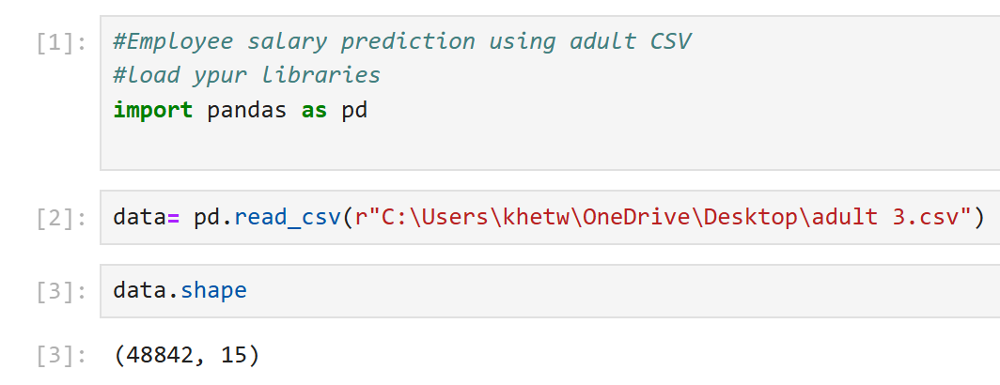 [1]: #Employee salary prediction using adult CSV
#load ypur libraries
import pandas as pd
[2]: data= pd.read_csv(r"C:\Users\khetw\OneDrive\Desktop\adult 3.csv")
[3]: data.shape
[3]: (48842, 15)